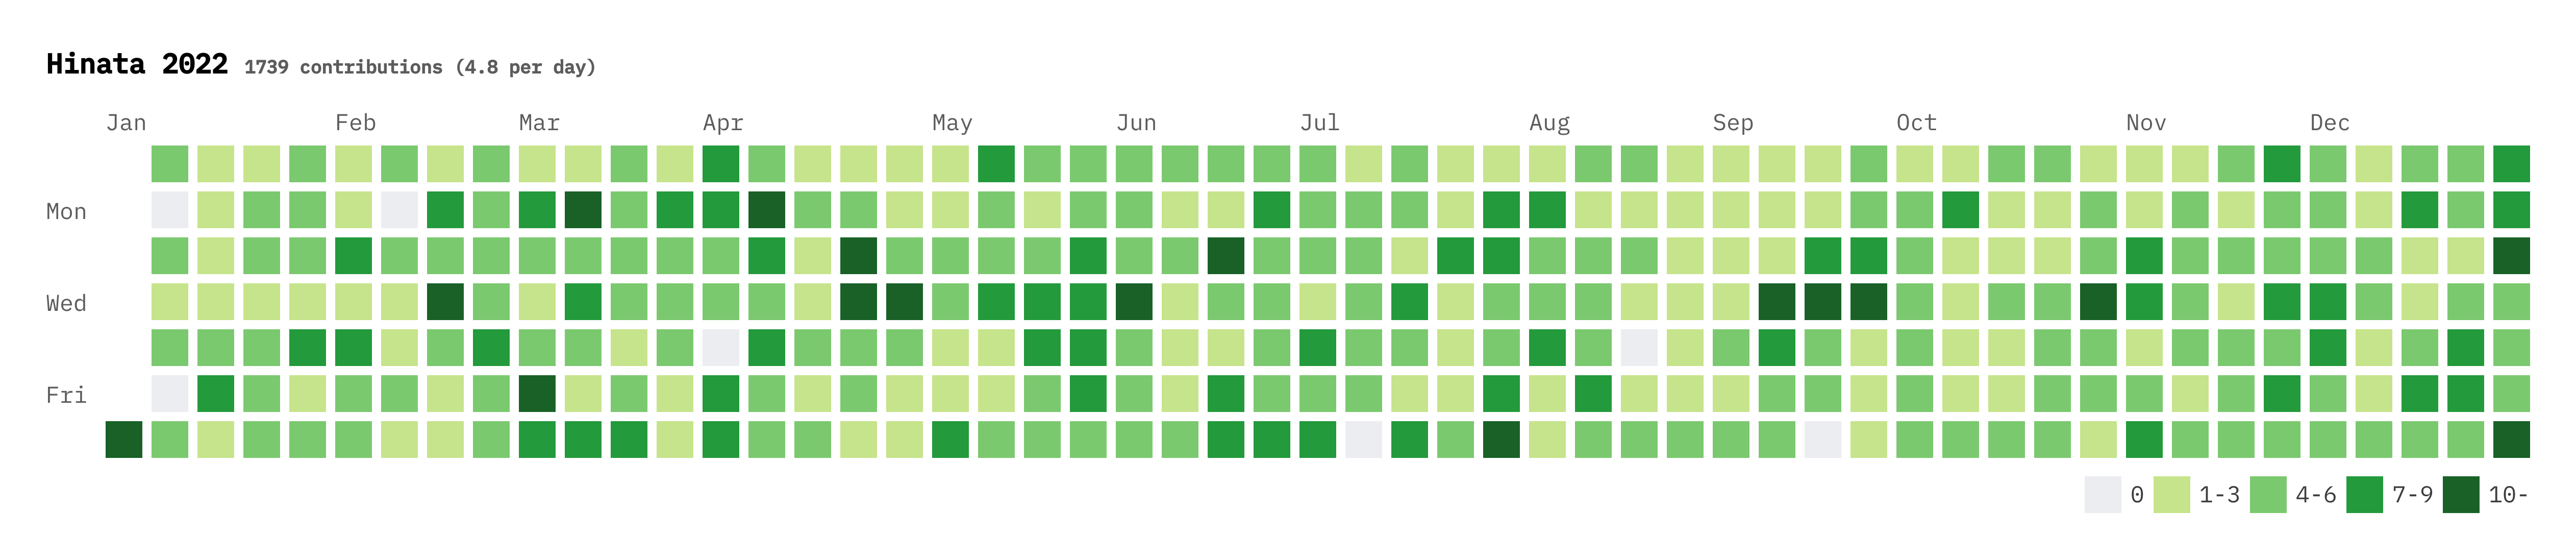 Hinata 2022 1739 contributions (4.8 per day)
Jan Feb Mar Apr May Jun Jul Aug Sep Oct Nov Dec
Mon
Wed
Fri
0 1-3 4-6 7-9 10-